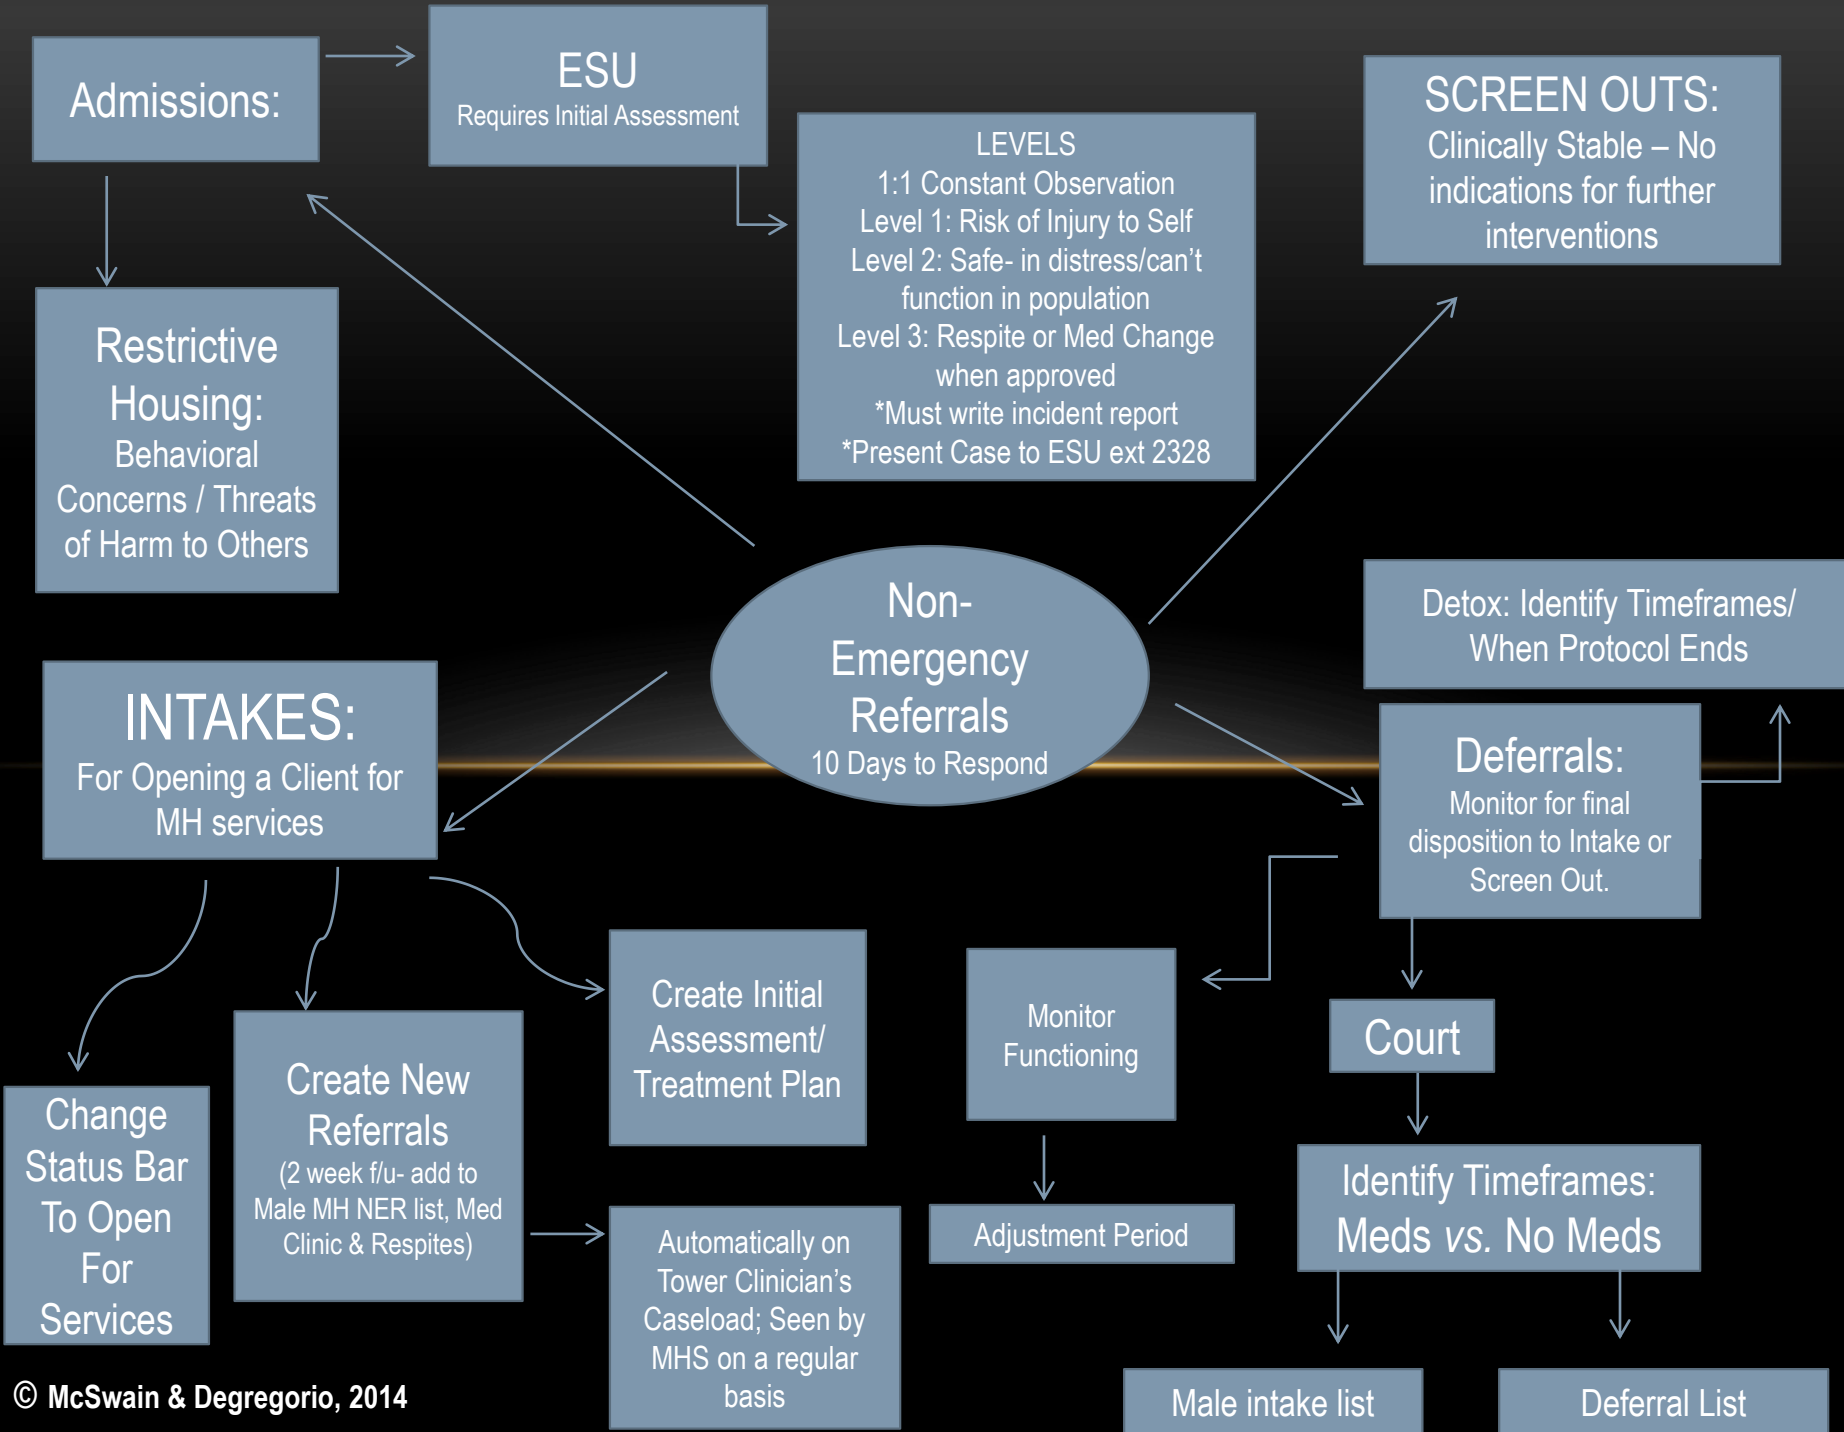 Admissions:
ESU
Requires Initial Assessment
LEVELS
1:1 Constant Observation
Level 1: Risk of Injury to Self
Level 2: Safe- in distress/can't
function in population
Level 3: Respite or Med Change
when approved
*Must write incident report
*Present Case to ESU ext 2328
SCREEN OUTS:
Clinically Stable – No
indications for further
interventions
Restrictive
Housing:
Behavioral
Concerns / Threats
of Harm to Others
Non-
Emergency
Referrals
10 Days to Respond
Detox: Identify Timeframes/
When Protocol Ends
INTAKES:
For Opening a Client for
MH services
Deferrals:
Monitor for final
disposition to Intake or
Screen Out.
Change
Status Bar
To Open
For
Services
Create New
Referrals
(2 week f/u- add to
Male MH NER list, Med
Clinic & Respites)
Create Initial
Assessment/
Treatment Plan
Automatically on
Tower Clinician's
Caseload; Seen by
MHS on a regular
basis
Monitor
Functioning
Adjustment Period
Court
Identify Timeframes:
Meds vs. No Meds
Male intake list
Deferral List
© McSwain & Degregorio, 2014